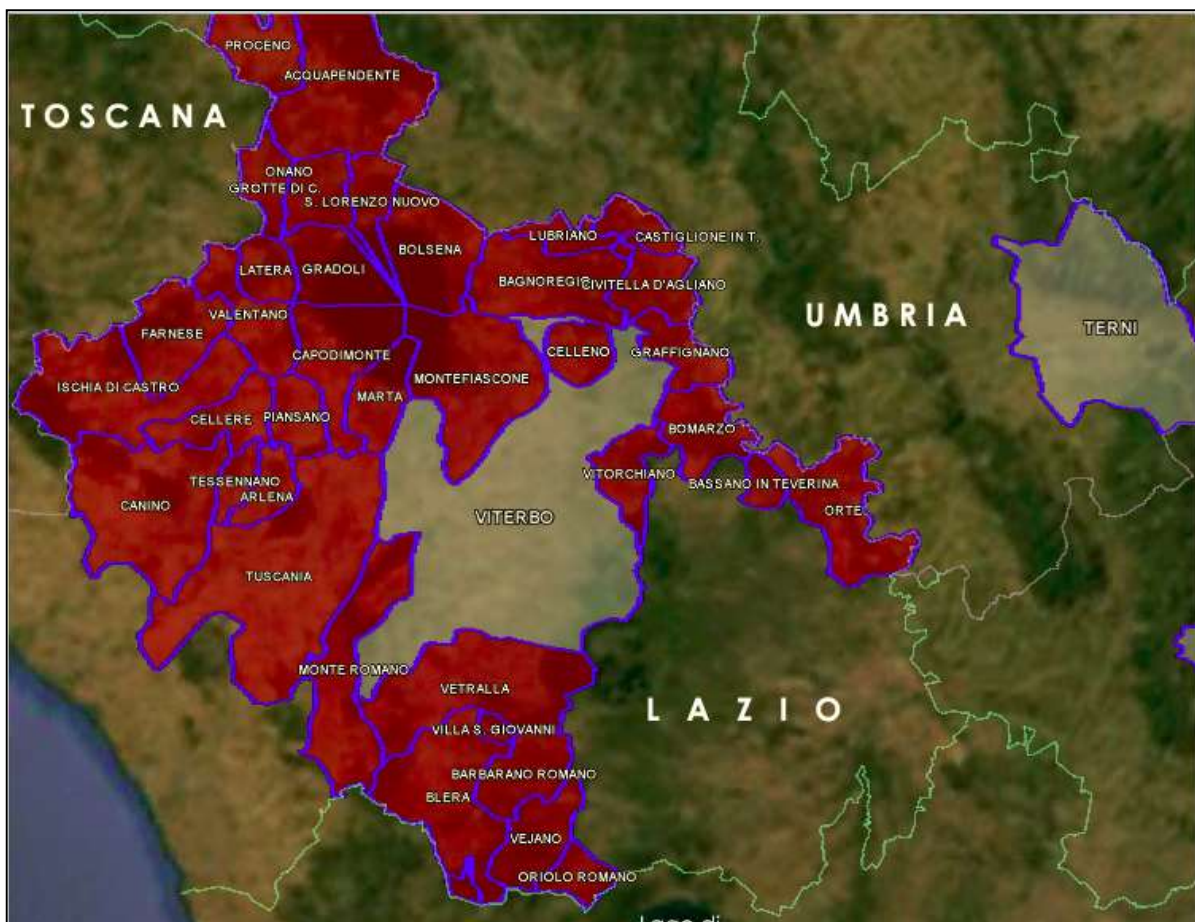 PROCENO
ACQUAPENDENTE
TOSCANA
ONANO
GROTTE DI C.
S. LORENZO NUOVO
LUBRIANO
CASTIGLIONE IN T.
BOLSENA
LATERA
GRADOLI
BAGNOREGIO
CIVITELLA D'AGLIANO
VALENTANO
UMBRIA
TERNI
FARNESE
CAPODIMONTE
CELLENO
GRAFFIGNANO
ISCHIA DI CASTRO
MONTEFIASCONE
MARTA
CELLERE
PIANSANO
BOMARZO
VITORCHIANO
TESSENNANO
BASSANO IN TEVERINA
ARLENA
CANINO
VITERBO
ORTE
TUSCANIA
MONTE ROMANO
VETRALLA
LAZIO
VILLA S. GIOVANNI
BARBARANO ROMANO
BLERA
VEJANO
ORIOLO ROMANO
Lago di